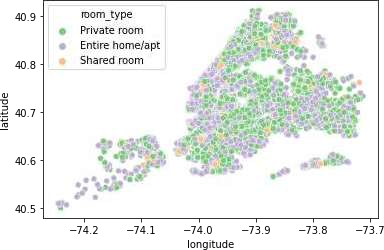 room_type
Private room
Entire home/apt
Shared room
latitude
40.9
40.8
40.7
40.6
40.5
−74.2 −74.1 −74.0 −73.9 −73.8 −73.7
longitude